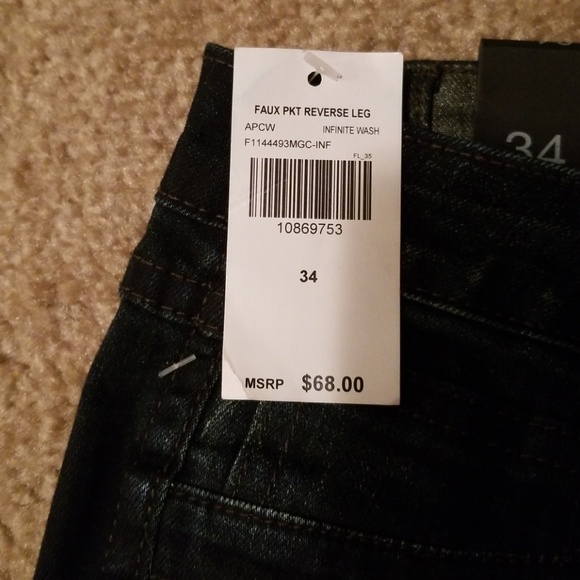 FAUX PKT REVERSE LEG
APCW INFINITE WASH
F1144493MGC-INF
FL_35
10869753
34
MSRP $68.00
34